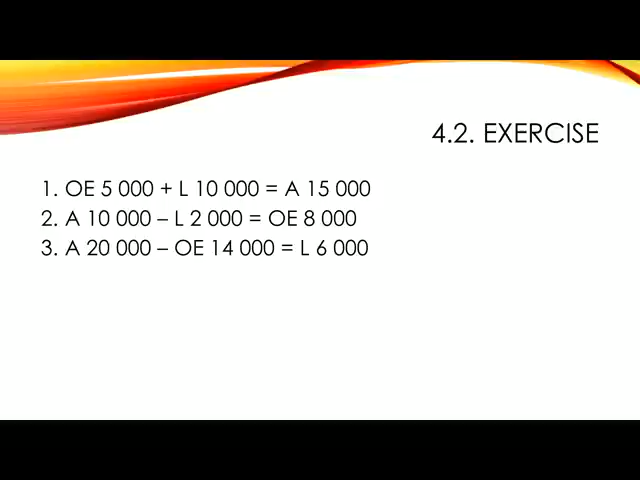 4.2. EXERCISE
1. OE 5 000 + L 10 000 = A 15 000
2. A 10 000 – L 2 000 = OE 8 000
3. A 20 000 – OE 14 000 = L 6 000